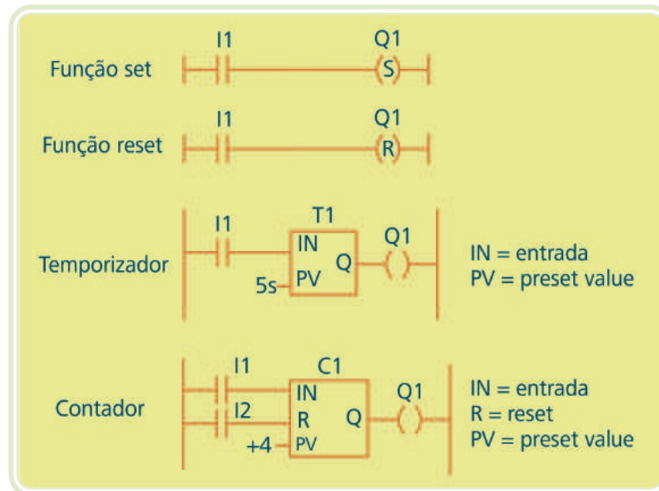 I1 Q1
Função set S
I1 Q1
Função reset R
T1
I1 Q1
IN
Temporizador Q IN = entrada
5s PV PV = preset value
I1 C1
Q1
IN IN = entrada
I2
Contador R Q R = reset
+4 PV PV = preset value